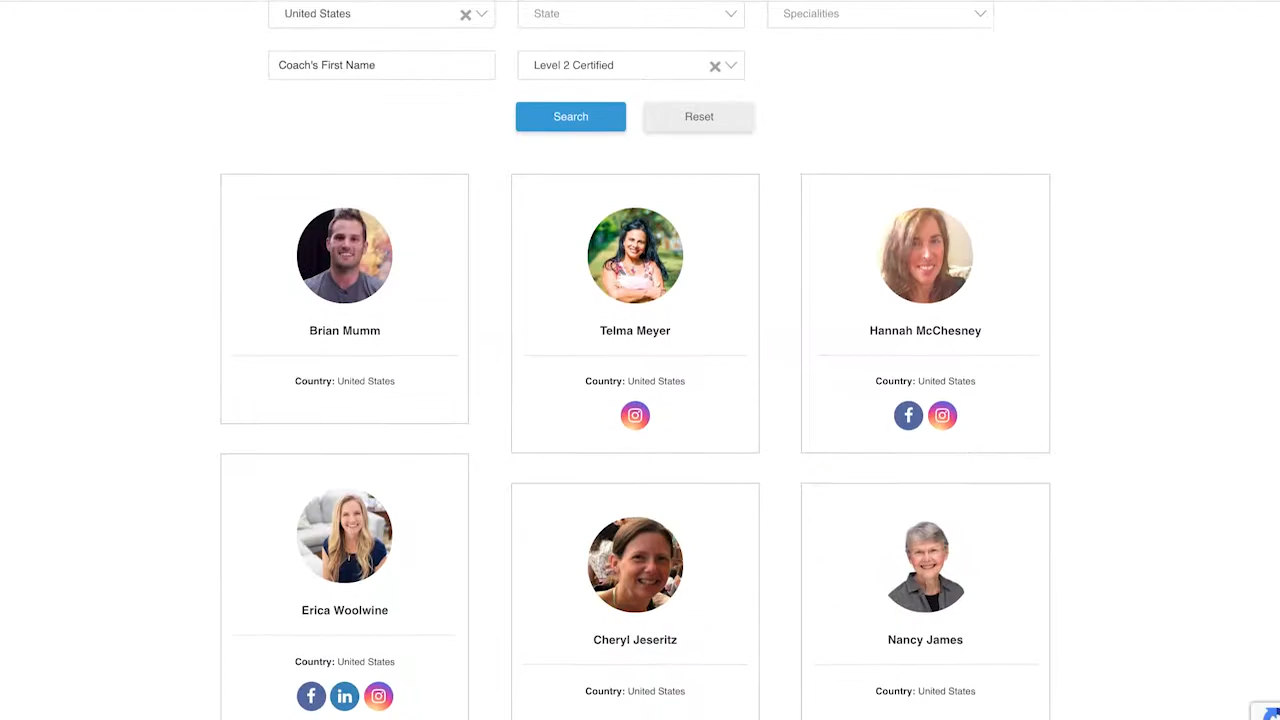 United States
State
Specialities
Coach's First Name
Level 2 Certified
Search
Reset
Brian Mumm
Telma Meyer
Hannah McChesney
Country: United States
Country: United States
Country: United States
Erica Woolwine
Cheryl Jeseritz
Nancy James
Country: United States
Country: United States
Country: United States